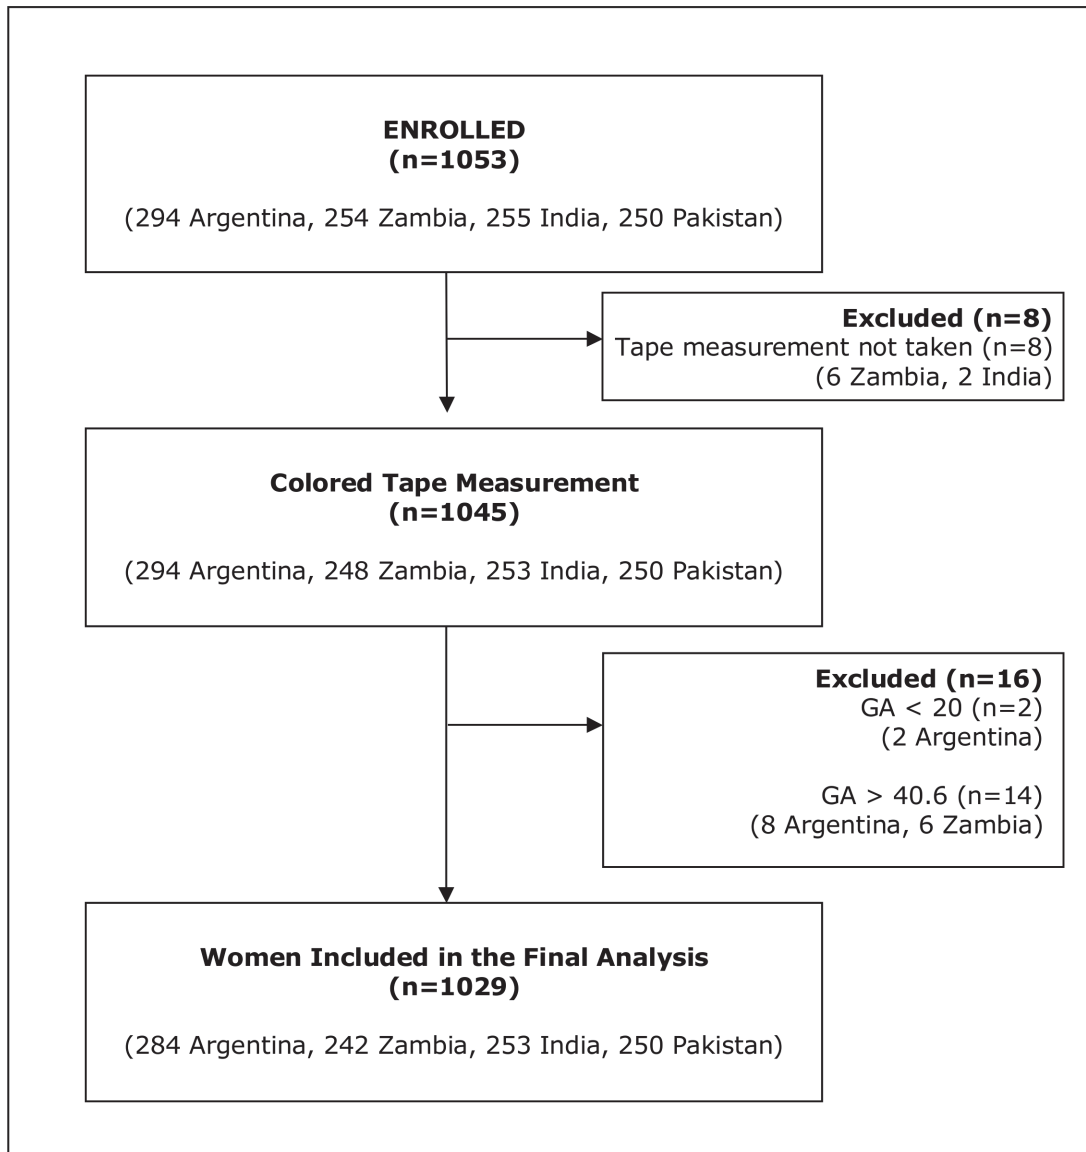 ENROLLED
(n=1053)
(294 Argentina, 254 Zambia, 255 India, 250 Pakistan)
Excluded (n=8)
Tape measurement not taken (n=8)
(6 Zambia, 2 India)
Colored Tape Measurement
(n=1045)
(294 Argentina, 248 Zambia, 253 India, 250 Pakistan)
Excluded (n=16)
GA < 20 (n=2)
(2 Argentina)
GA > 40.6 (n=14)
(8 Argentina, 6 Zambia)
Women Included in the Final Analysis
(n=1029)
(284 Argentina, 242 Zambia, 253 India, 250 Pakistan)